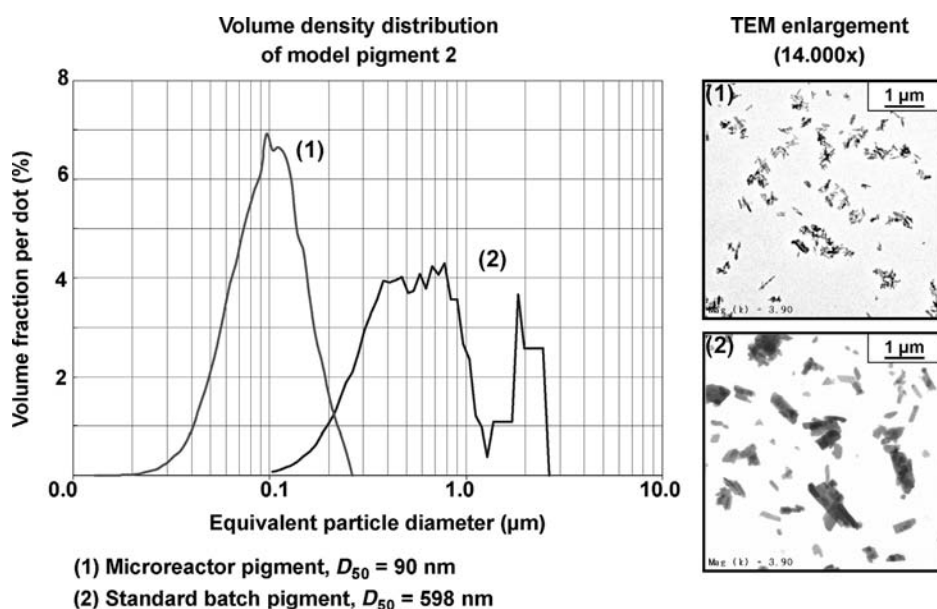 Volume density distribution
of model pigment 2
TEM enlargement
(14.000x)
Volume fraction per dot (%)
8
6
4
2
(1)
(2)
0.0
0.1
1.0
10.0
Equivalent particle diameter (µm)
(1) Microreactor pigment, D50 = 90 nm
(2) Standard batch pigment, D50 = 598 nm
(1)
1 µm
Mag (k) - 3.90
(2)
1 µm
Mag (k) - 3.90